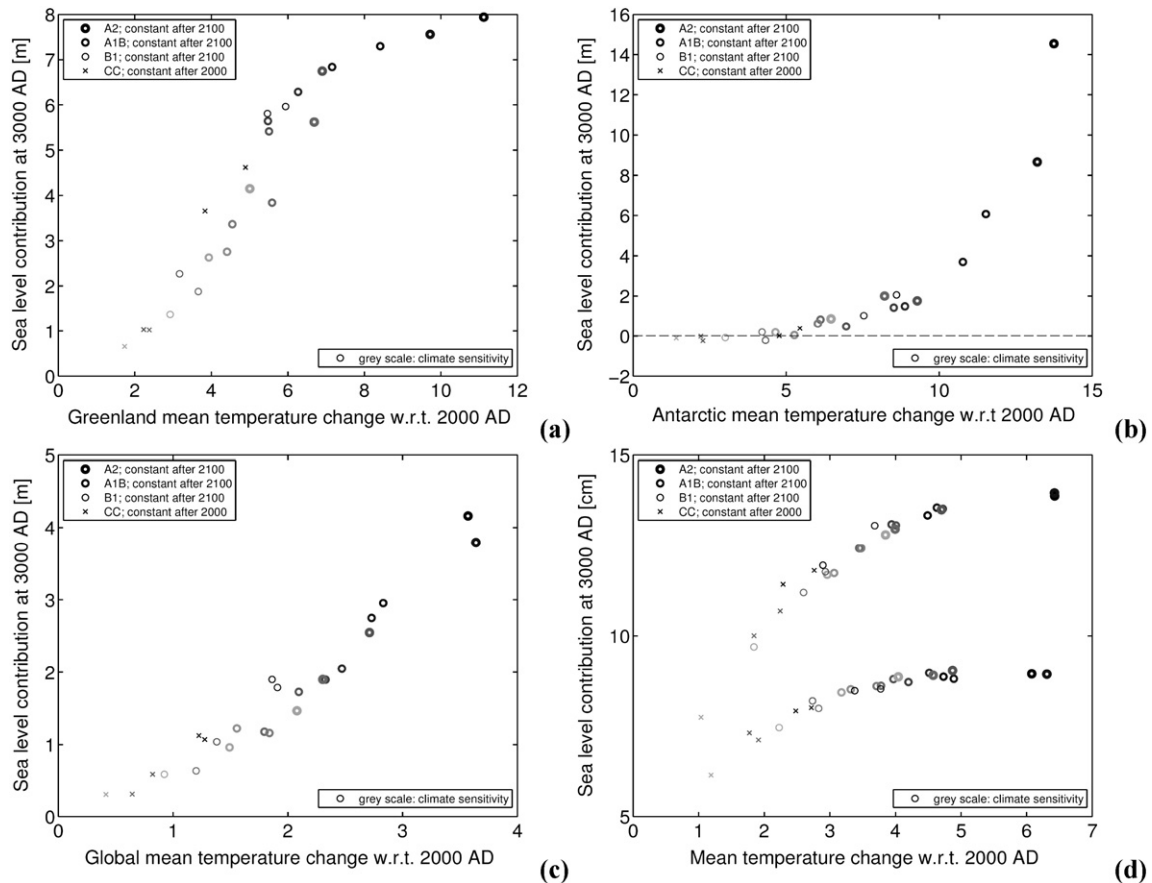 A2; constant after 2100
A1B; constant after 2100
B1; constant after 2100
CC; constant after 2000
Sea level contribution at 3000 AD [m]
8
7
6
5
4
3
2
1
0
grey scale: climate sensitivity
0 2 4 6 8 10 12
Greenland mean temperature change w.r.t. 2000 AD
(a)
A2; constant after 2100
A1B; constant after 2100
B1; constant after 2100
CC; constant after 2000
Sea level contribution at 3000 AD [m]
16
14
12
10
8
6
4
2
0
−2
grey scale: climate sensitivity
0 5 10 15
Antarctic mean temperature change w.r.t 2000 AD
(b)
A2; constant after 2100
A1B; constant after 2100
B1; constant after 2100
CC; constant after 2000
Sea level contribution at 3000 AD [m]
5
4
3
2
1
0
grey scale: climate sensitivity
0 1 2 3 4
Global mean temperature change w.r.t. 2000 AD
(c)
A2; constant after 2100
A1B; constant after 2100
B1; constant after 2100
CC; constant after 2000
Sea level contribution at 3000 AD [cm]
15
10
5
grey scale: climate sensitivity
0 1 2 3 4 5 6 7
Mean temperature change w.r.t. 2000 AD
(d)